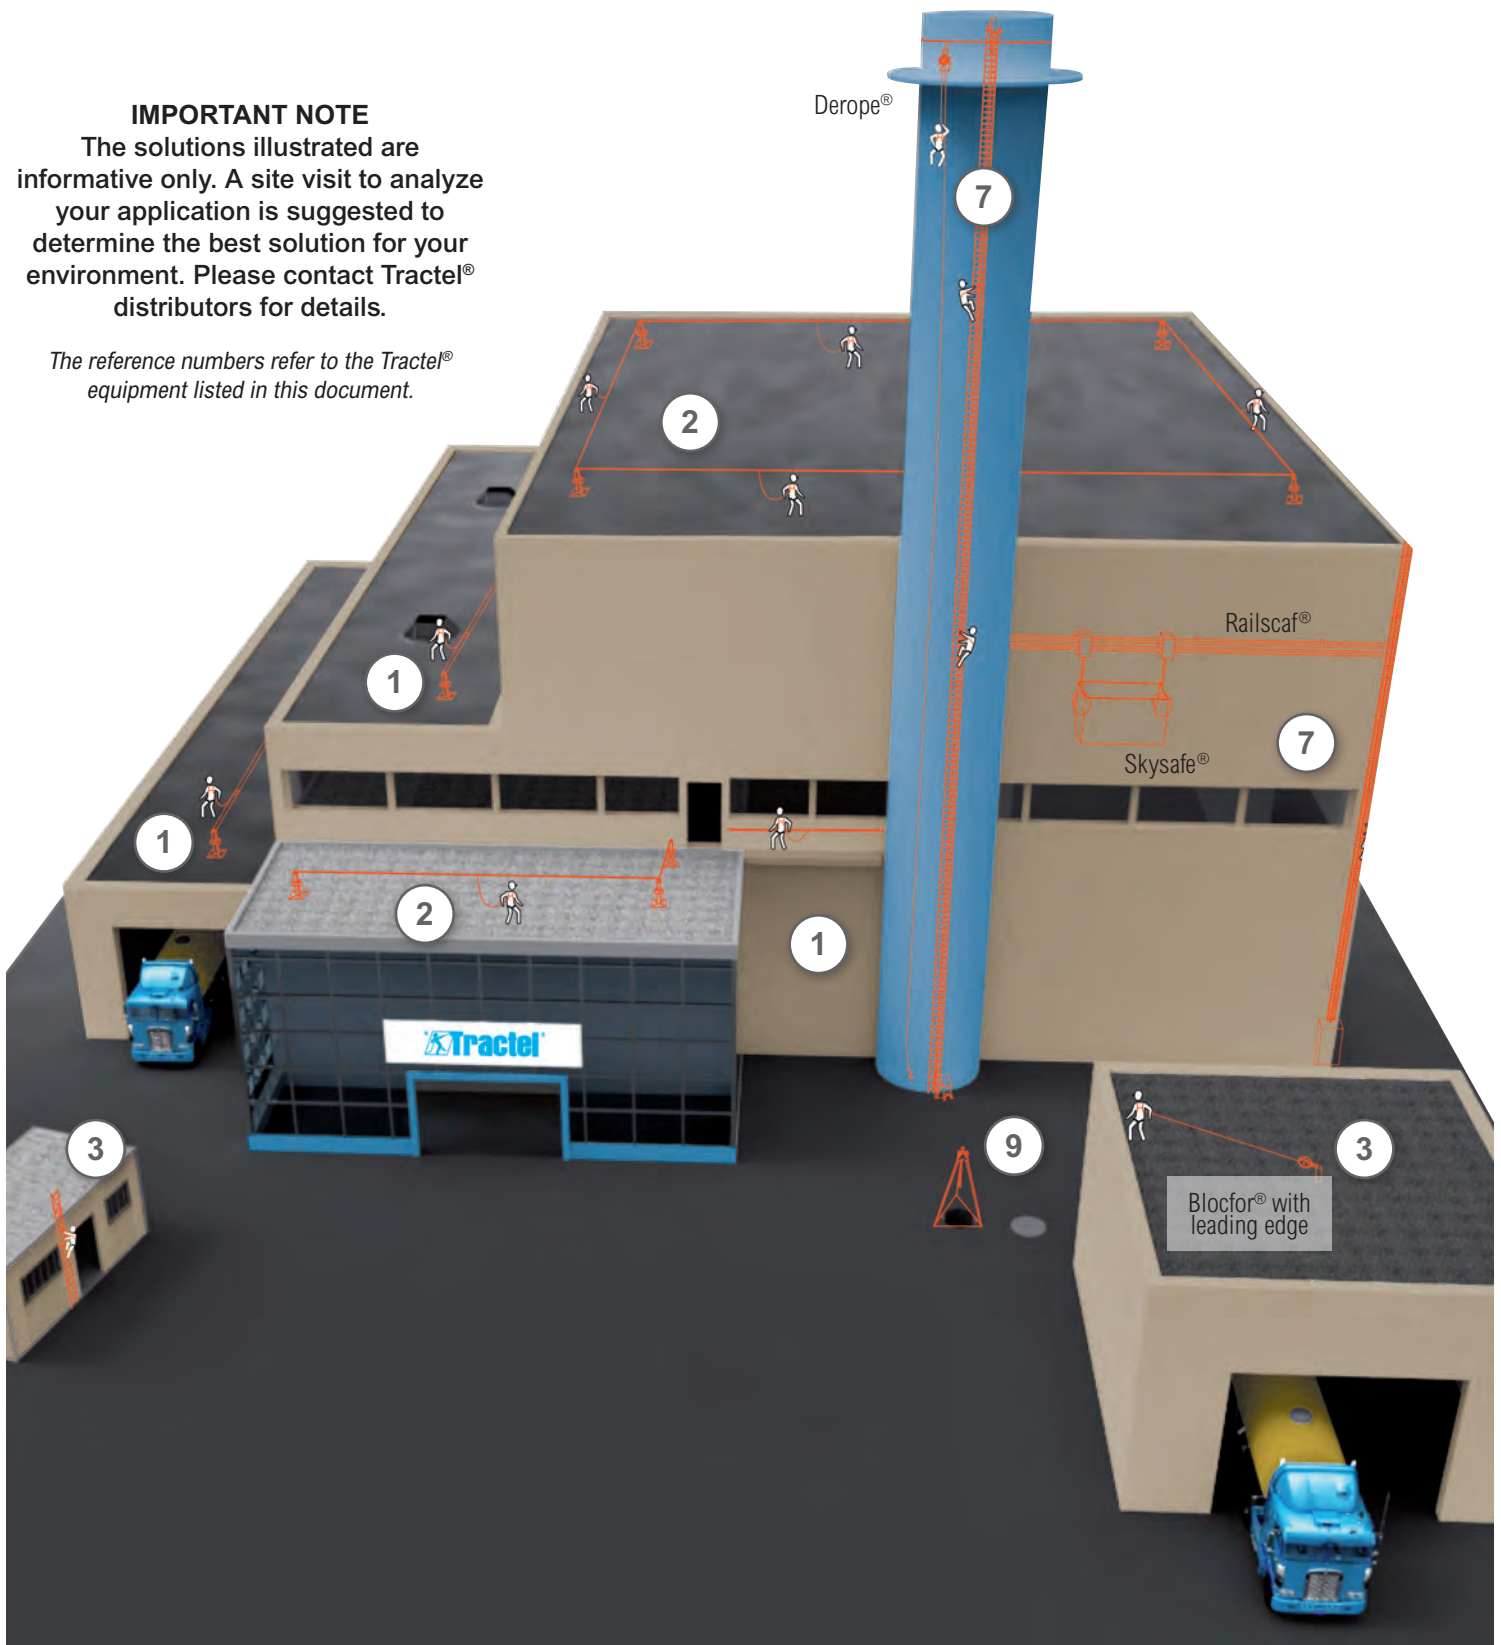 IMPORTANT NOTE
The solutions illustrated are
informative only. A site visit to analyze
your application is suggested to
determine the best solution for your
environment. Please contact Tractel®
distributors for details.
The reference numbers refer to the Tractel®
equipment listed in this document.
Derope®
7
2
Railscaf®
1
7
Skysafe®
1
2
1
Tractel®
3
9
3
Blocfor® with
leading edge